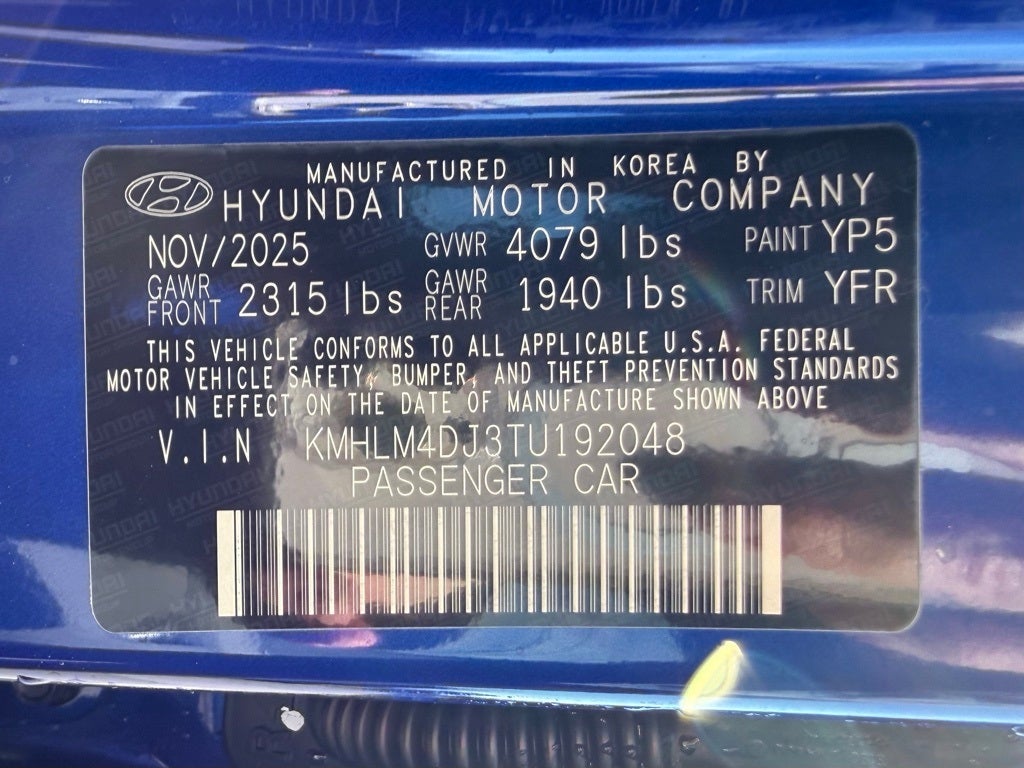 MANUFACTURED IN KOREA BY
HYUNDAI MOTOR COMPANY
NOV/2025 GVWR 4079 lbs PAINT YP5
GAWR FRONT 2315 lbs GAWR REAR 1940 lbs TRIM YFR
THIS VEHICLE CONFORMS TO ALL APPLICABLE U.S.A. FEDERAL
MOTOR VEHICLE SAFETY, BUMPER, AND THEFT PREVENTION STANDARDS
IN EFFECT ON THE DATE OF MANUFACTURE SHOWN ABOVE
V.I.N KMHLM4DJ3TU192048
PASSENGER CAR